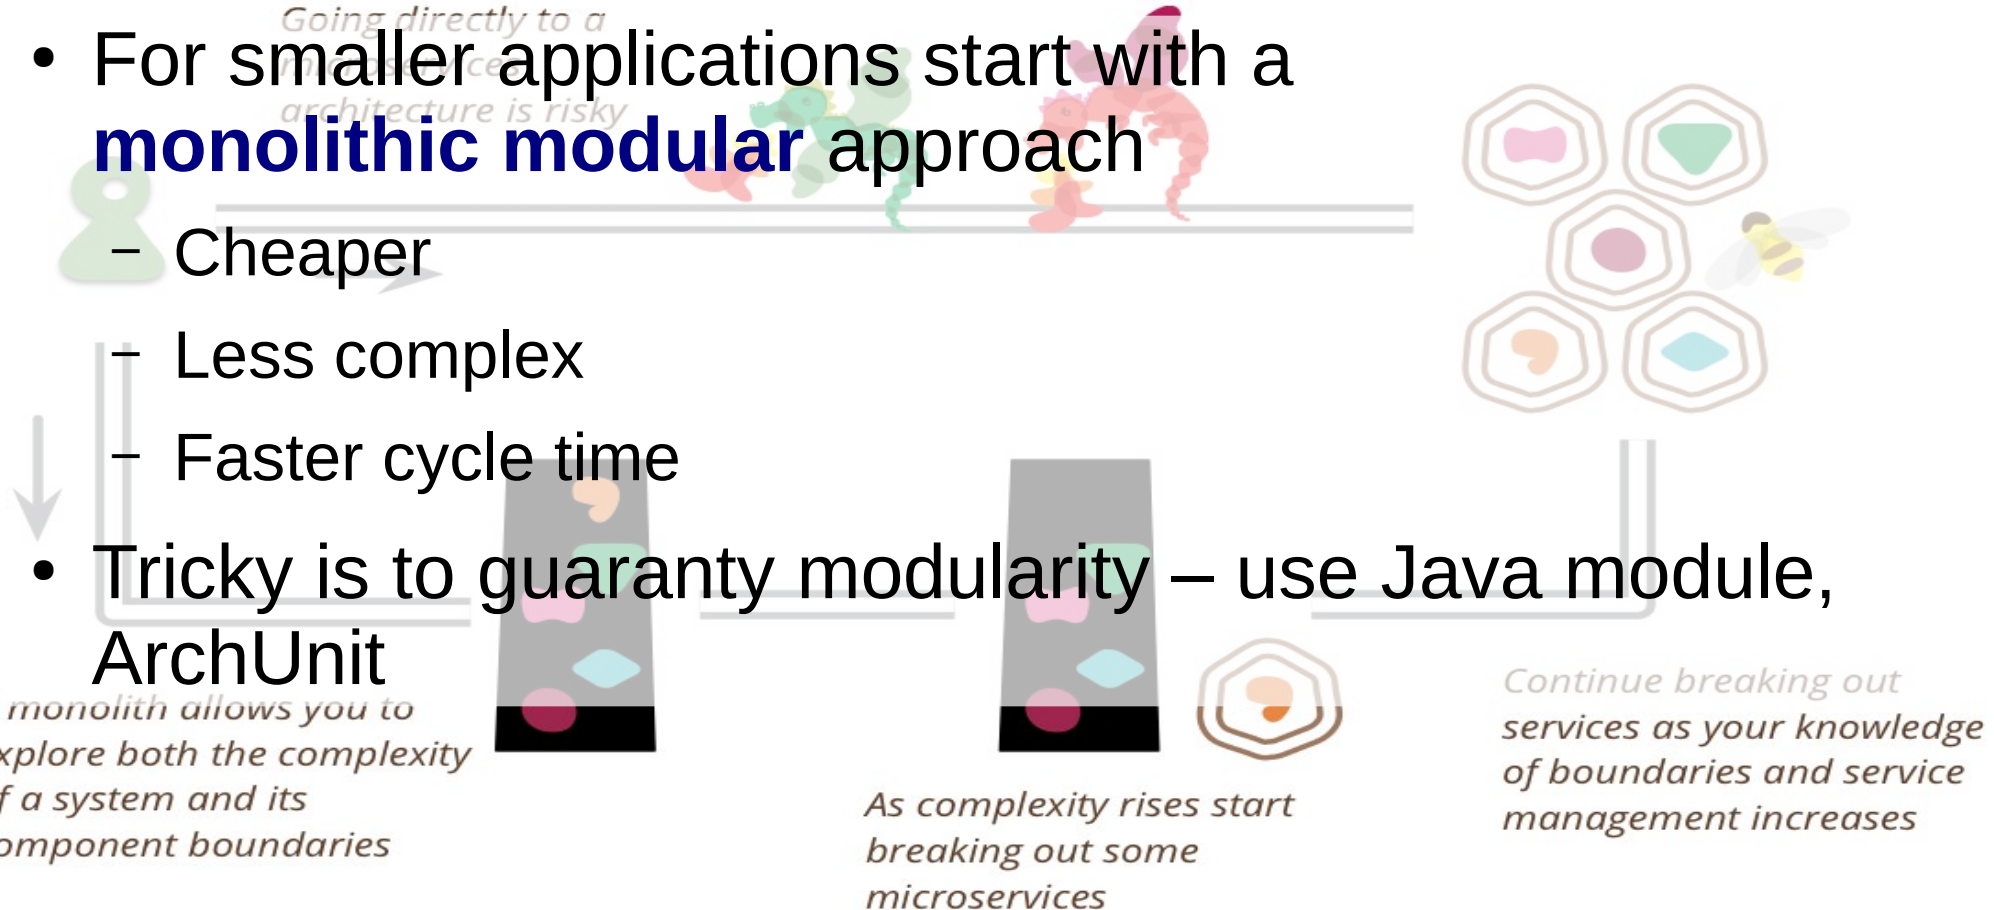 Going directly to a
microservices
architecture is risky
• For smaller applications start with a
monolithic modular approach
– Cheaper
– Less complex
– Faster cycle time
• Tricky is to guaranty modularity – use Java module,
ArchUnit
monolith allows you to
xplore both the complexity
f a system and its
omponent boundaries
As complexity rises start
breaking out some
microservices
Continue breaking out
services as your knowledge
of boundaries and service
management increases